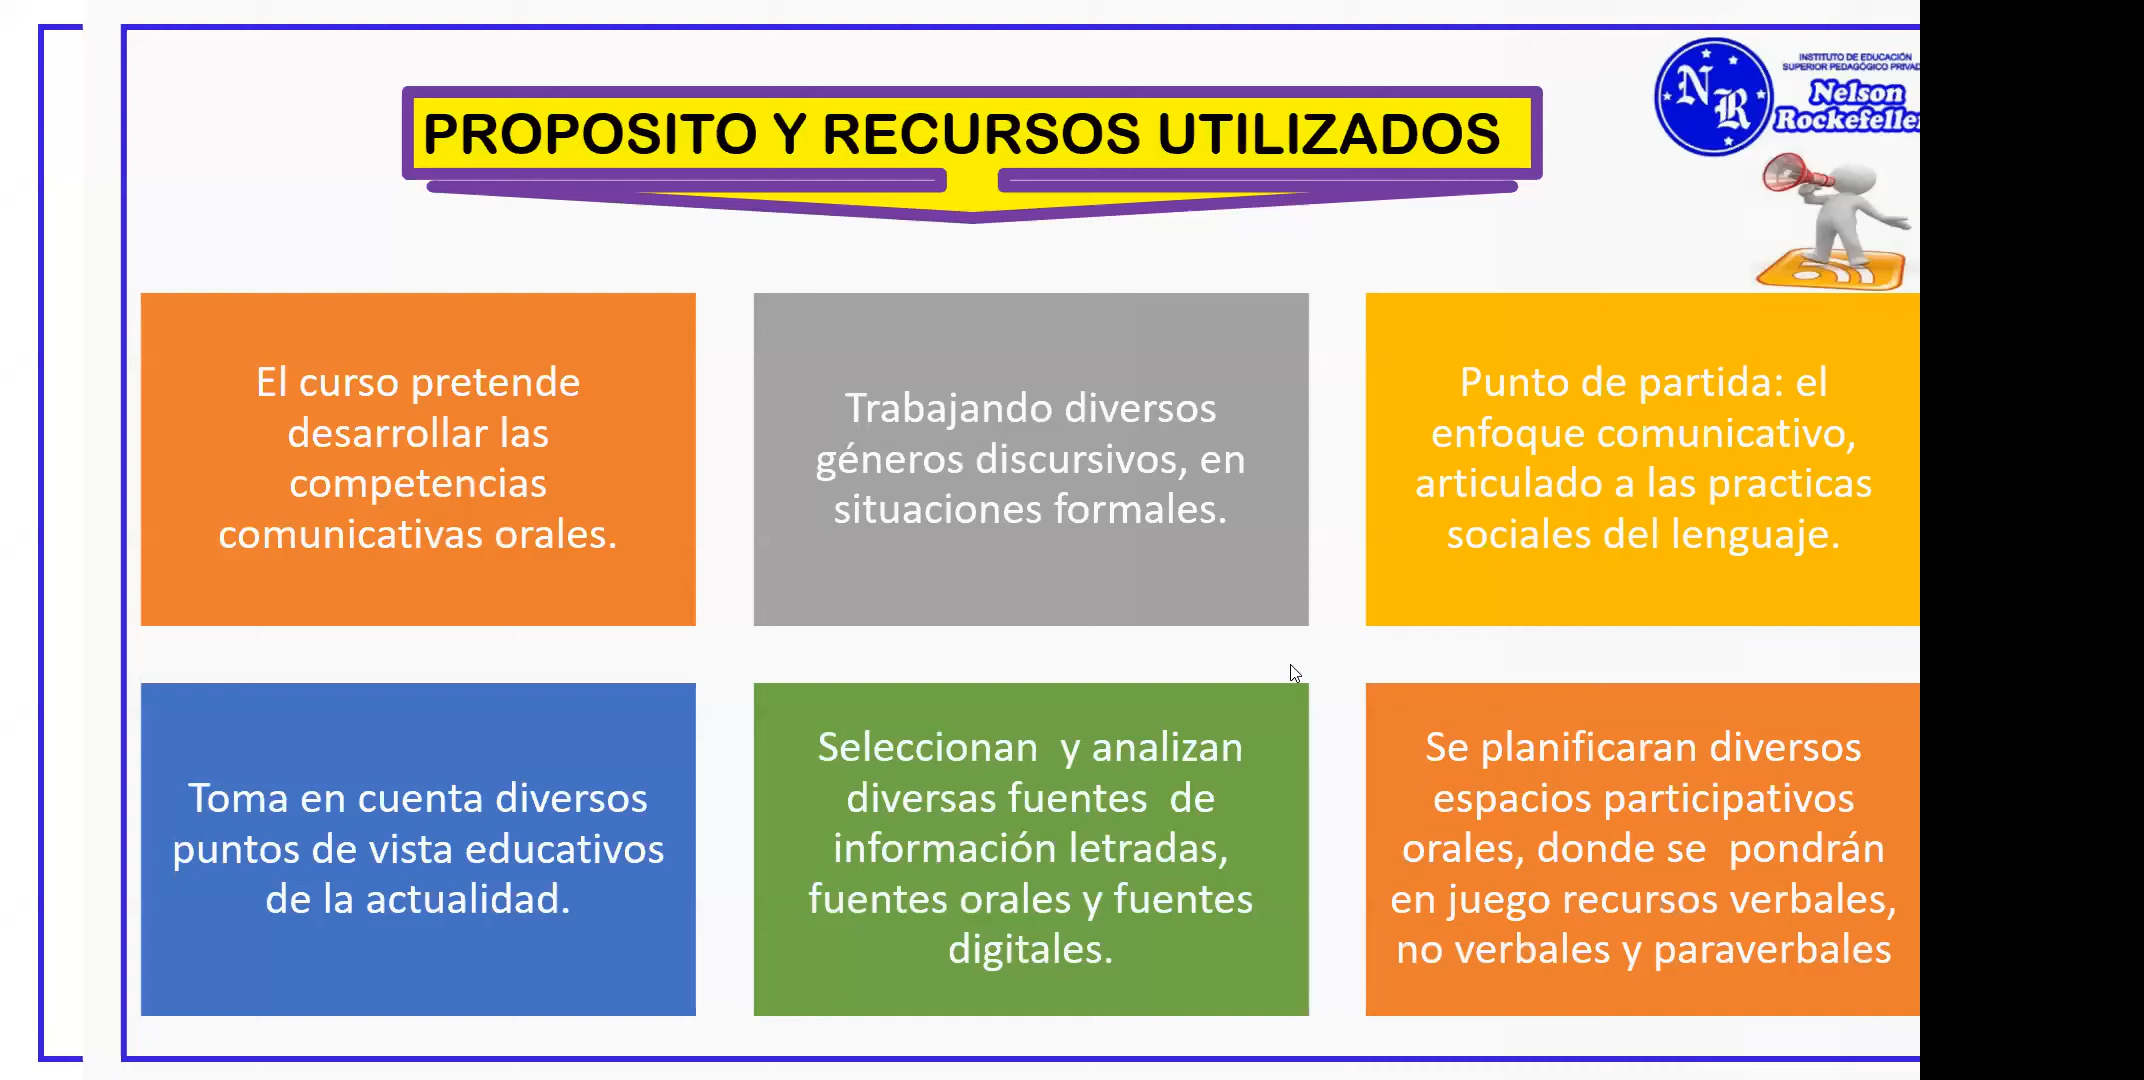 PROPOSITO Y RECURSOS UTILIZADOS
N
R
INSTITUTO DE EDUCACIÓN
SUPERIOR PEDAGÓGICO PRIVAD
Nelson
Rockefelle
El curso pretende
desarrollar las
competencias
comunicativas orales.
Trabajando diversos
géneros discursivos, en
situaciones formales.
Punto de partida: el
enfoque comunicativo,
articulado a las practicas
sociales del lenguaje.
Toma en cuenta diversos
puntos de vista educativos
de la actualidad.
Seleccionan  y analizan
diversas fuentes  de
información letradas,
fuentes orales y fuentes
digitales.
Se planificaran diversos
espacios participativos
orales, donde se  pondrán
en juego recursos verbales,
no verbales y paraverbales